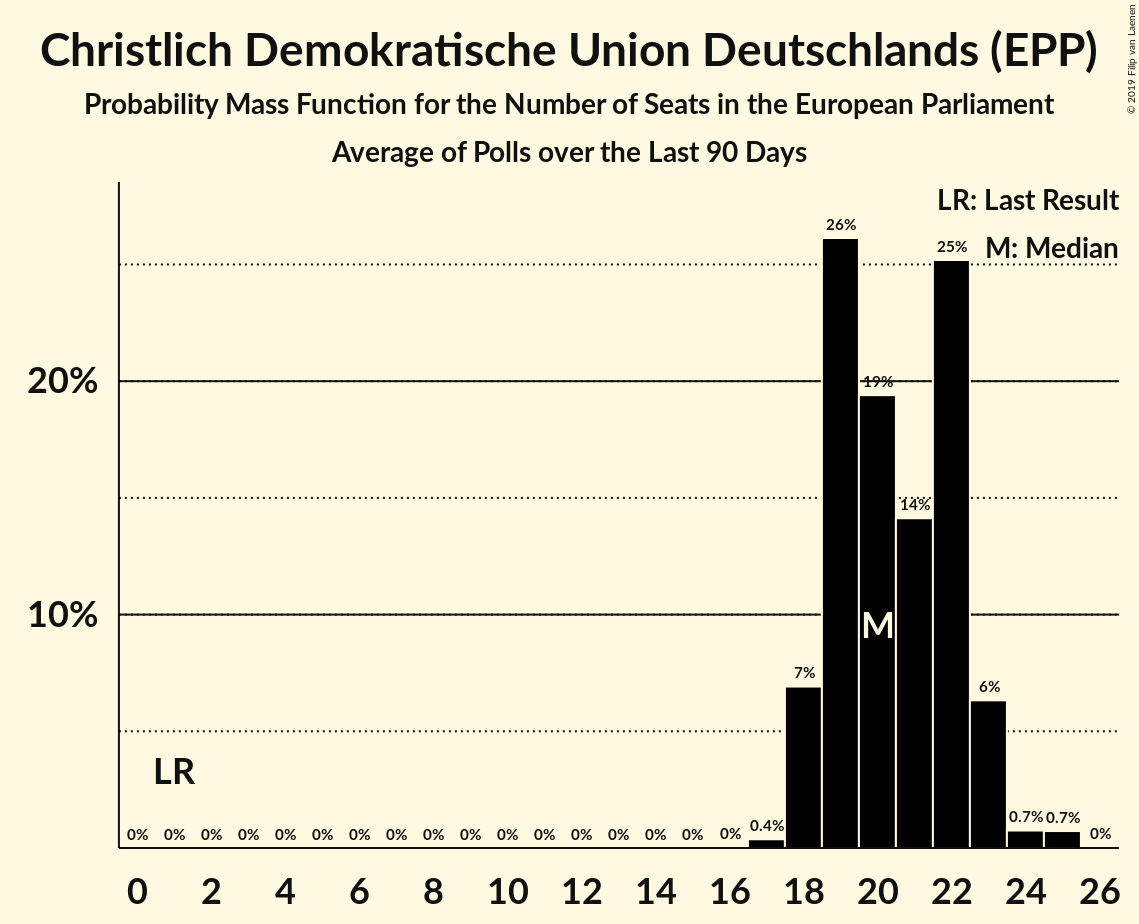 Christlich Demokratische Union Deutschlands (EPP)
Probability Mass Function for the Number of Seats in the European Parliament
Average of Polls over the Last 90 Days
© 2019 Filip van Laenen
LR: Last Result
M: Median
26%
25%
20%
19%
14%
10%
M
7%
6%
LR
0% 0% 0% 0% 0% 0% 0% 0% 0% 0% 0% 0% 0% 0% 0% 0% 0% 0.4% 0.7% 0.7% 0%
0 2 4 6 8 10 12 14 16 18 20 22 24 26